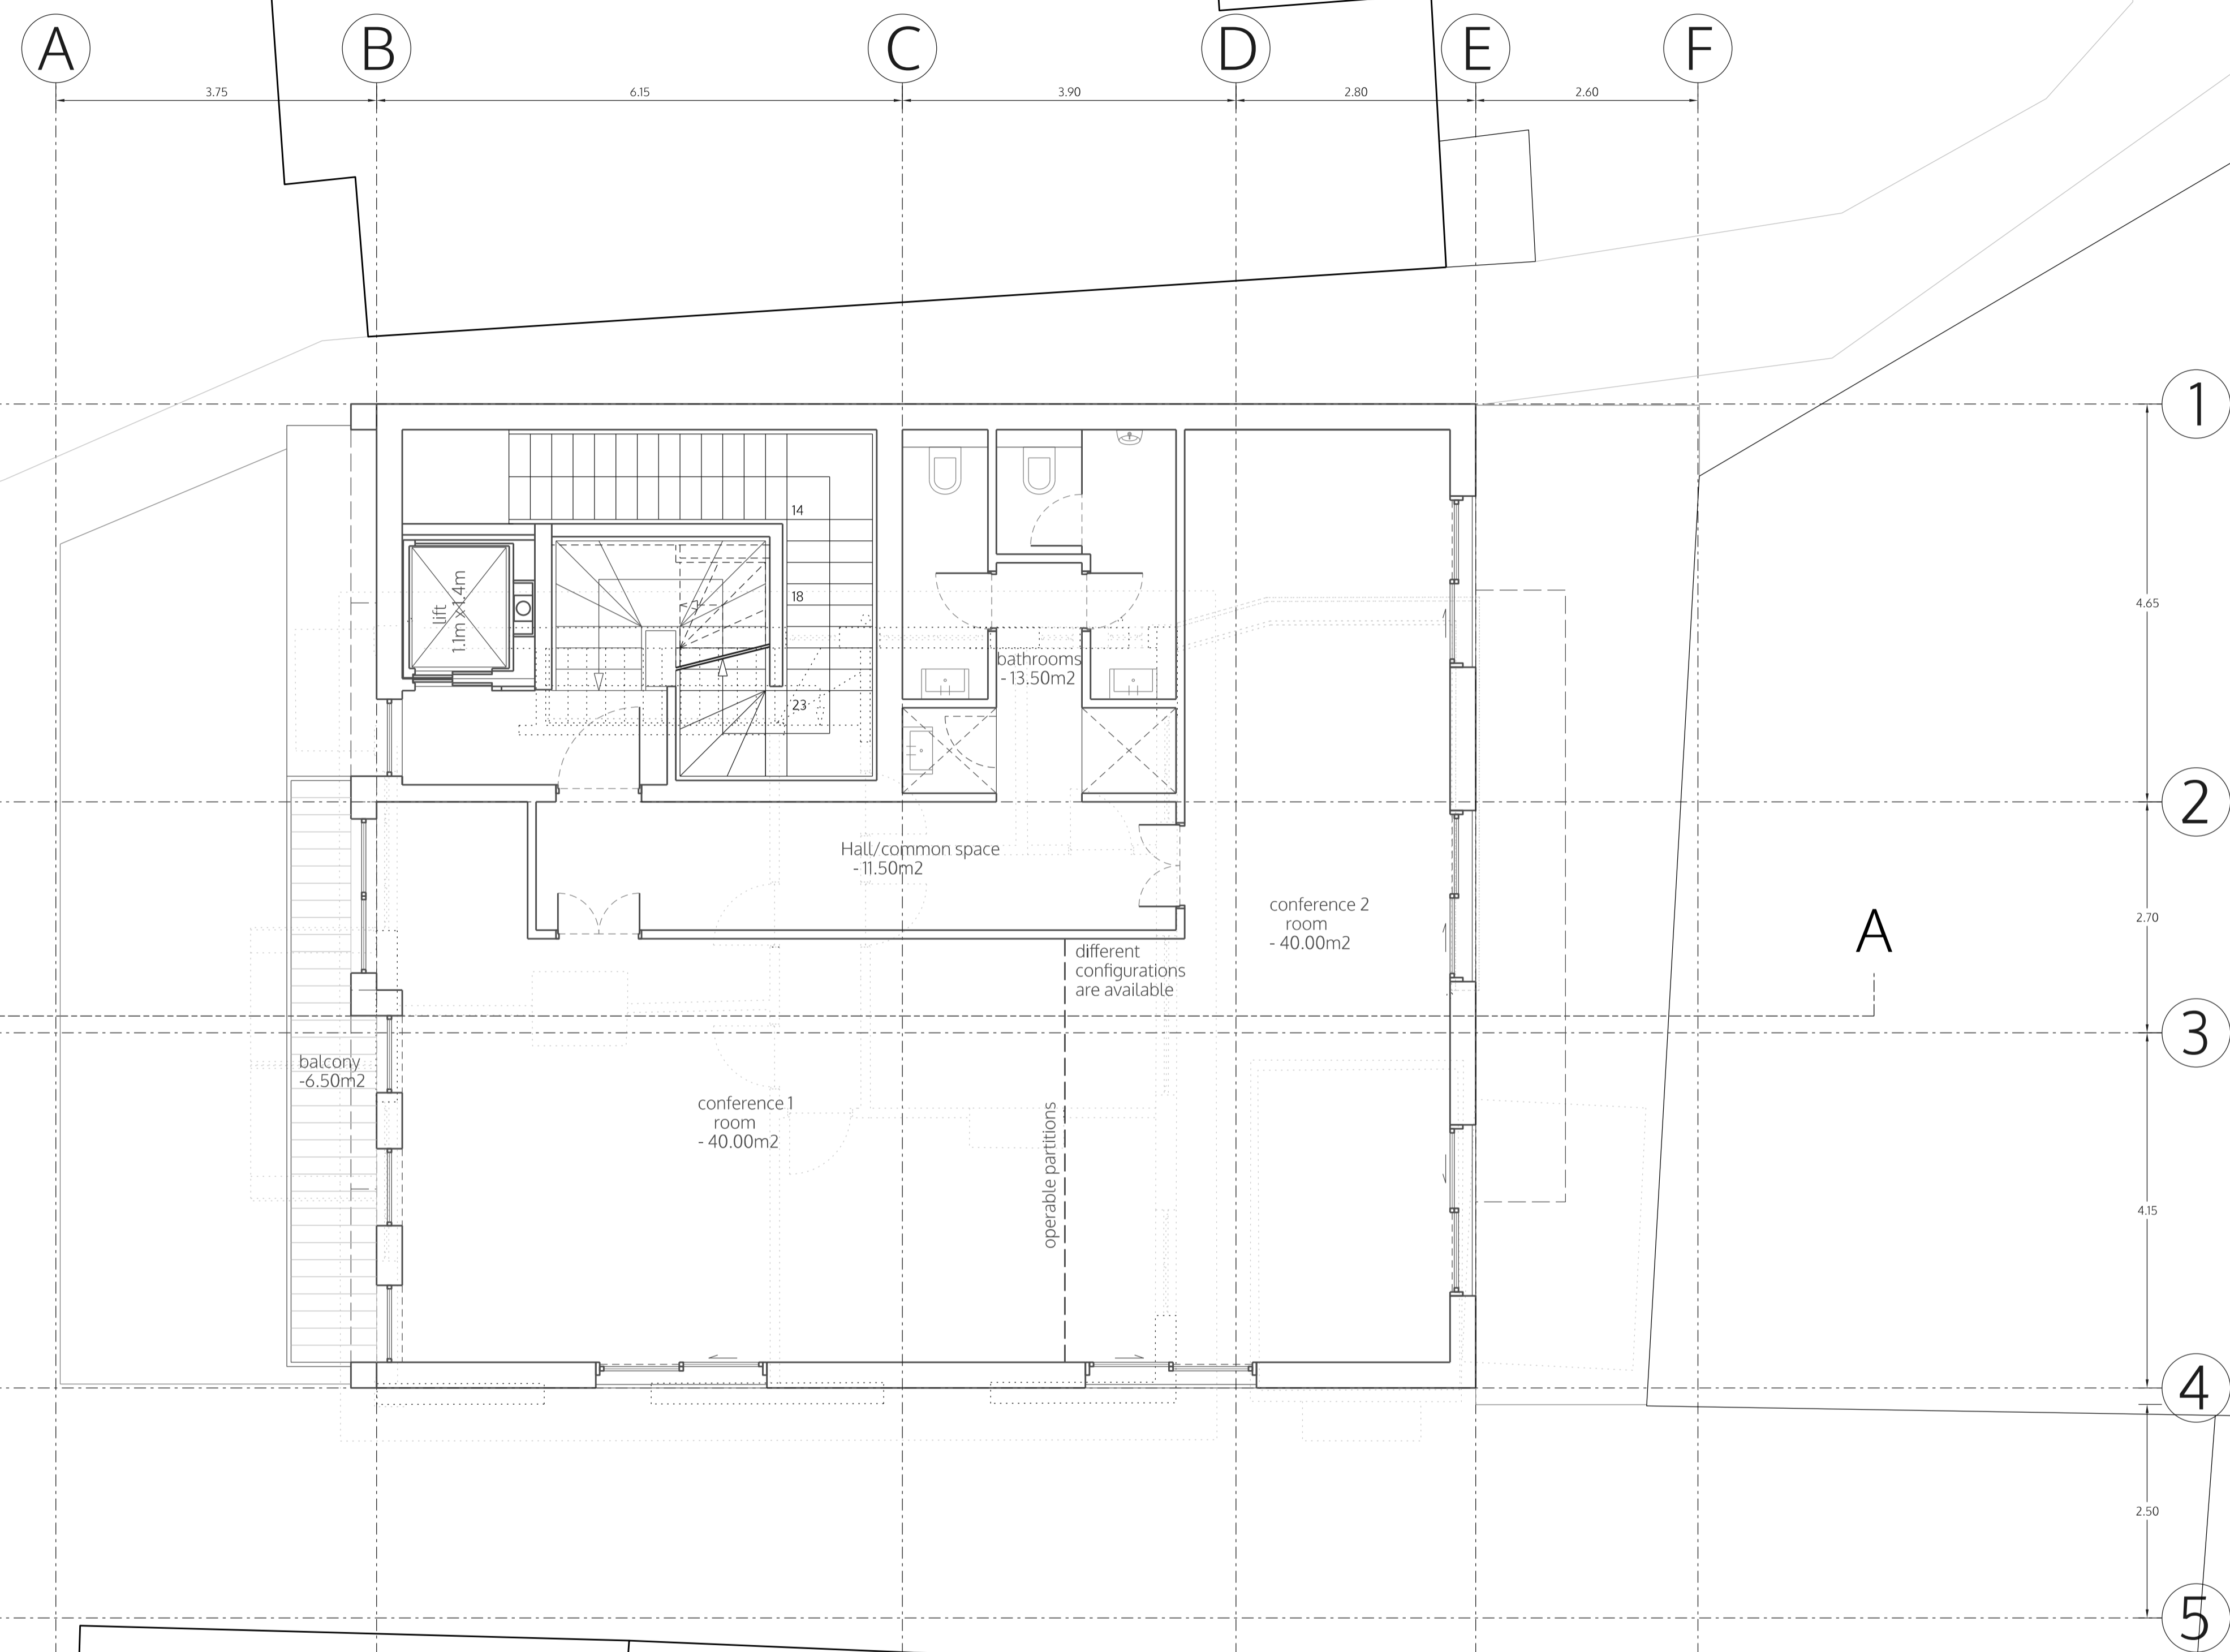 A B C D E F
3.75 6.15 3.90 2.80 2.60
1
14
lift
1.1m x 1.4m
18
4.65
bathrooms
- 13.50m2
23
2
Hall/common space
- 11.50m2
conference 2
room
- 40.00m2
2.70
A
different
configurations
are available
3
balcony
-6.50m2
conference 1
room
- 40.00m2
operable partitions
4.15
4
2.50
5